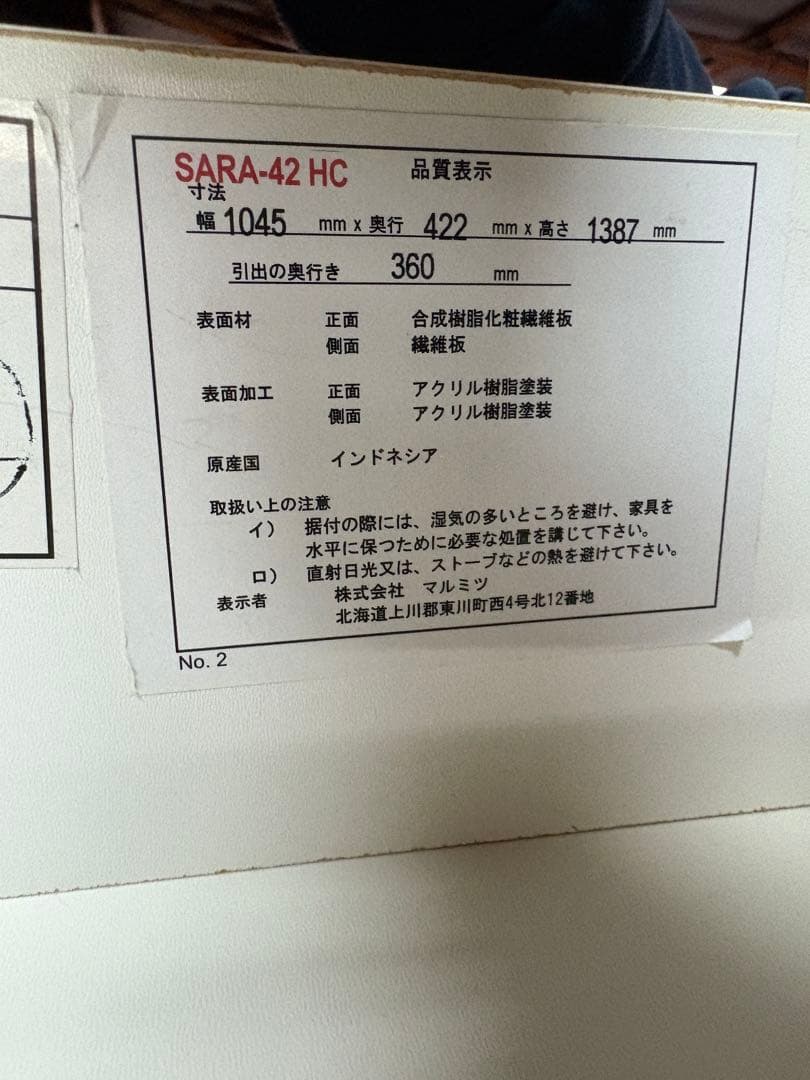 SARA-42 HC 品質表示
寸法
幅 1045 mm x 奥行 422 mm x 高さ 1387 mm
引出の奥行き 360 mm
表面材 正面 合成樹脂化粧繊維板
側面 繊維板
表面加工 正面 アクリル樹脂塗装
側面 アクリル樹脂塗装
原産国 インドネシア
取扱い上の注意
イ） 据付の際には、湿気の多いところを避け、家具を
水平に保つために必要な処置を講じて下さい。
ロ） 直射日光又は、ストーブなどの熱を避けて下さい。
表示者 株式会社 マルミツ
北海道上川郡東川町西4号北12番地
No. 2